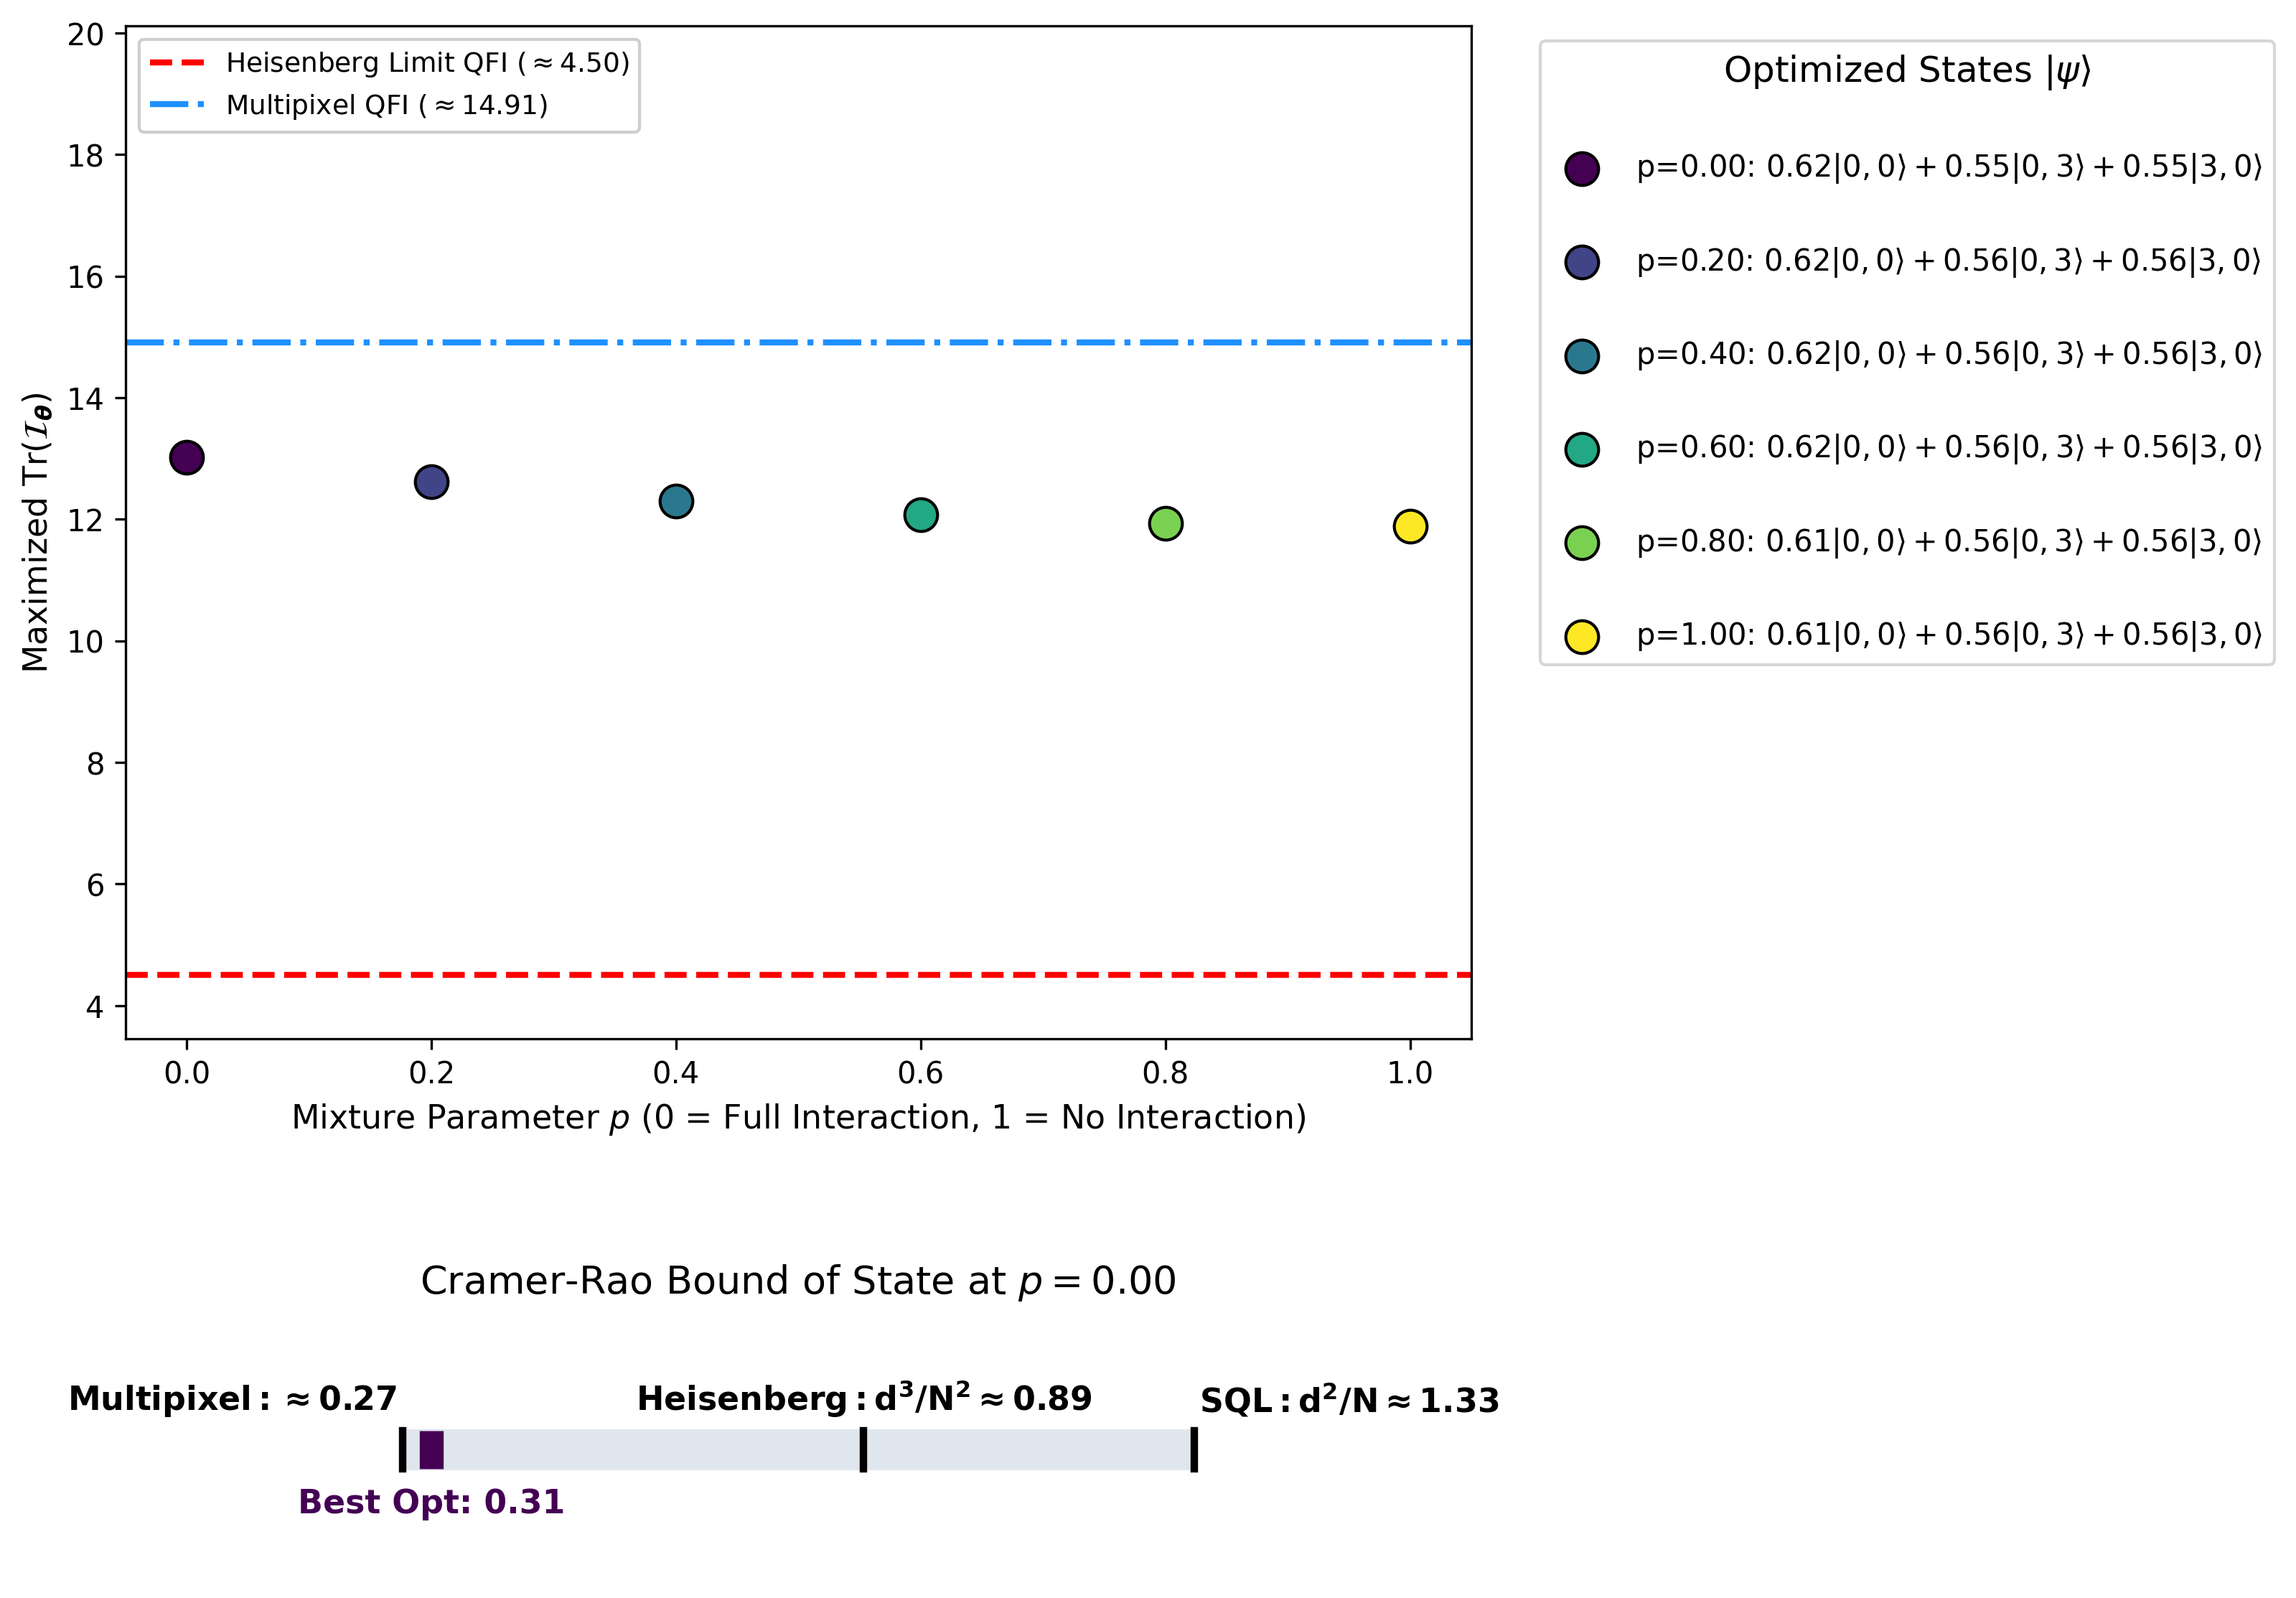 20
18
16
14
12
10
8
6
4
Maximized Tr(ℐ_θ)
Heisenberg Limit QFI (≈4.50)
Multipixel QFI (≈14.91)
0.0 0.2 0.4 0.6 0.8 1.0
Mixture Parameter p (0 = Full Interaction, 1 = No Interaction)
Optimized States |ψ⟩
p=0.00: 0.62|0, 0⟩ + 0.55|0, 3⟩ + 0.55|3, 0⟩
p=0.20: 0.62|0, 0⟩ + 0.56|0, 3⟩ + 0.56|3, 0⟩
p=0.40: 0.62|0, 0⟩ + 0.56|0, 3⟩ + 0.56|3, 0⟩
p=0.60: 0.62|0, 0⟩ + 0.56|0, 3⟩ + 0.56|3, 0⟩
p=0.80: 0.61|0, 0⟩ + 0.56|0, 3⟩ + 0.56|3, 0⟩
p=1.00: 0.61|0, 0⟩ + 0.56|0, 3⟩ + 0.56|3, 0⟩
Cramer-Rao Bound of State at p = 0.00
Multipixel : ≈ 0.27
Heisenberg : d³/N² ≈ 0.89
SQL : d²/N ≈ 1.33
Best Opt: 0.31